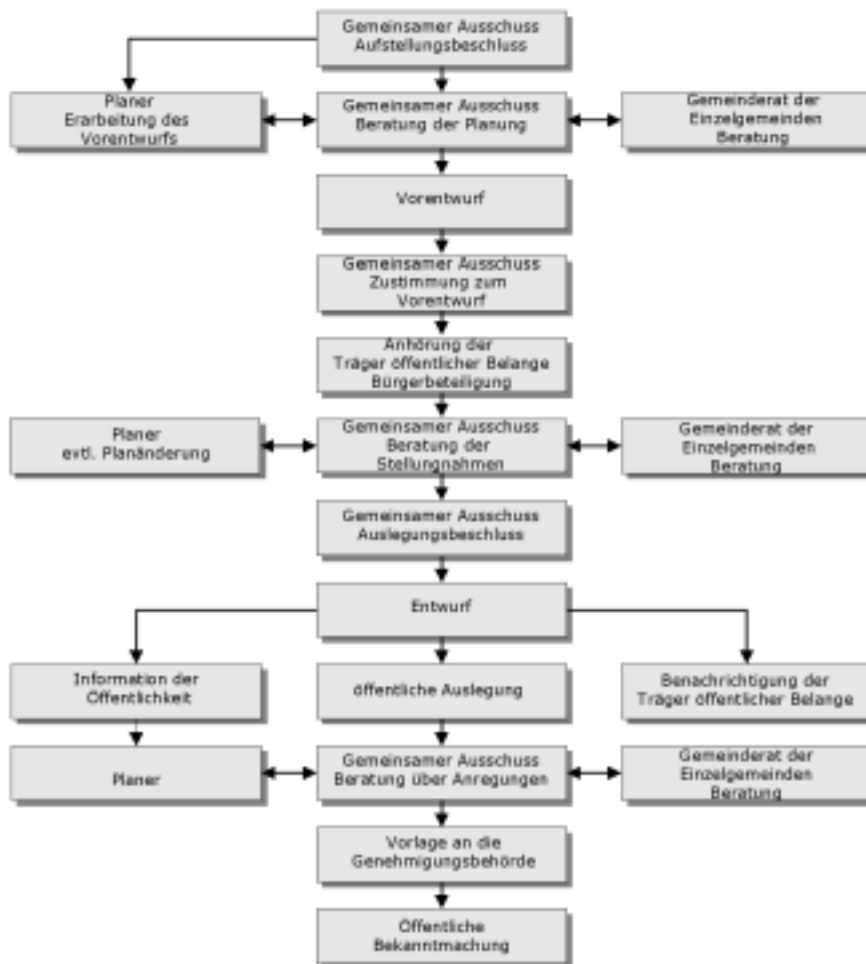 Gemeinsamer Ausschuss
Aufstellungsbeschluss
Planer
Erarbeitung des
Vorentwurfs
Gemeinsamer Ausschuss
Beratung der Planung
Gemeinderat der
Einzelgemeinden
Beratung
Vorentwurf
Gemeinsamer Ausschuss
Zustimmung zum
Vorentwurf
Anhörung der
Träger öffentlicher Belange
Bürgerbeteiligung
Planer
evtl. Planänderung
Gemeinsamer Ausschuss
Beratung der
Stellungnahmen
Gemeinderat der
Einzelgemeinden
Beratung
Gemeinsamer Ausschuss
Auslegungsbeschluss
Entwurf
Information der
Öffentlichkeit
öffentliche Auslegung
Benachrichtigung der
Träger öffentlicher Belange
Planer
Gemeinsamer Ausschuss
Beratung über Anregungen
Gemeinderat der
Einzelgemeinden
Beratung
Vorlage an die
Genehmigungsbehörde
Öffentliche
Bekanntmachung